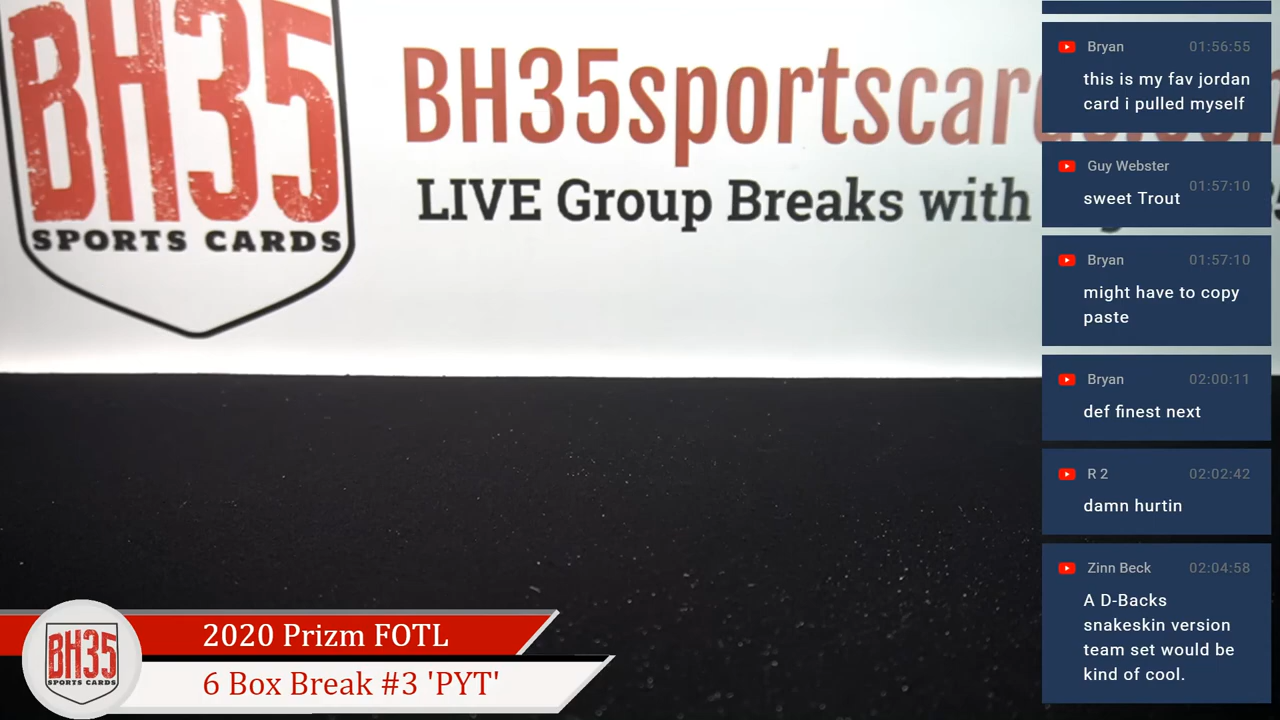 BH35
SPORTS CARDS
BH35sportscar
LIVE Group Breaks with
Bryan 01:56:55
this is my fav jordan
card i pulled myself
Guy Webster
01:57:10
sweet Trout
Bryan 01:57:10
might have to copy
paste
Bryan 02:00:11
def finest next
R 2 02:02:42
damn hurtin
Zinn Beck 02:04:58
A D-Backs
snakeskin version
team set would be
kind of cool.
2020 Prizm FOTL
6 Box Break #3 'PYT'
BH35
SPORTS CARDS